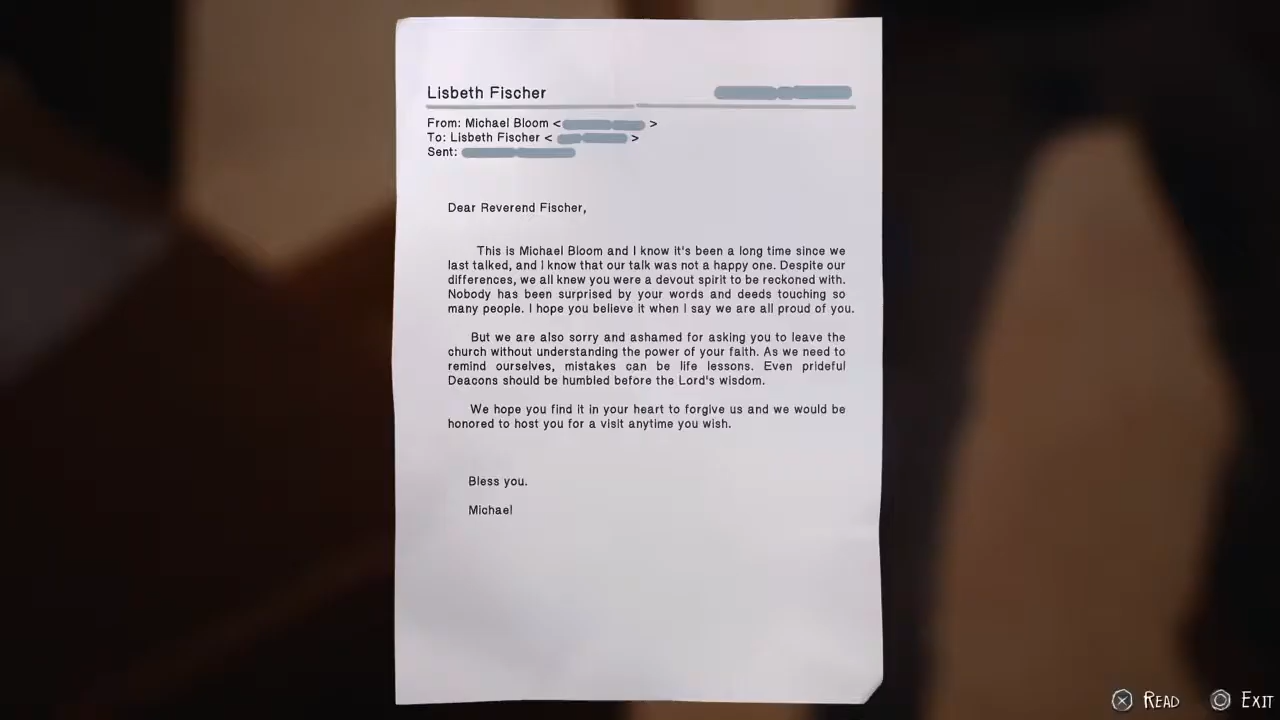 Lisbeth Fischer
From: Michael Bloom < >
To: Lisbeth Fischer < >
Sent:
Dear Reverend Fischer,
This is Michael Bloom and I know it's been a long time since we
last talked, and I know that our talk was not a happy one. Despite our
differences, we all knew you were a devout spirit to be reckoned with.
Nobody has been surprised by your words and deeds touching so
many people. I hope you believe it when I say we are all proud of you.
But we are also sorry and ashamed for asking you to leave the
church without understanding the power of your faith. As we need to
remind ourselves, mistakes can be life lessons. Even prideful
Deacons should be humbled before the Lord's wisdom.
We hope you find it in your heart to forgive us and we would be
honored to host you for a visit anytime you wish.
Bless you.
Michael
READ EXIT